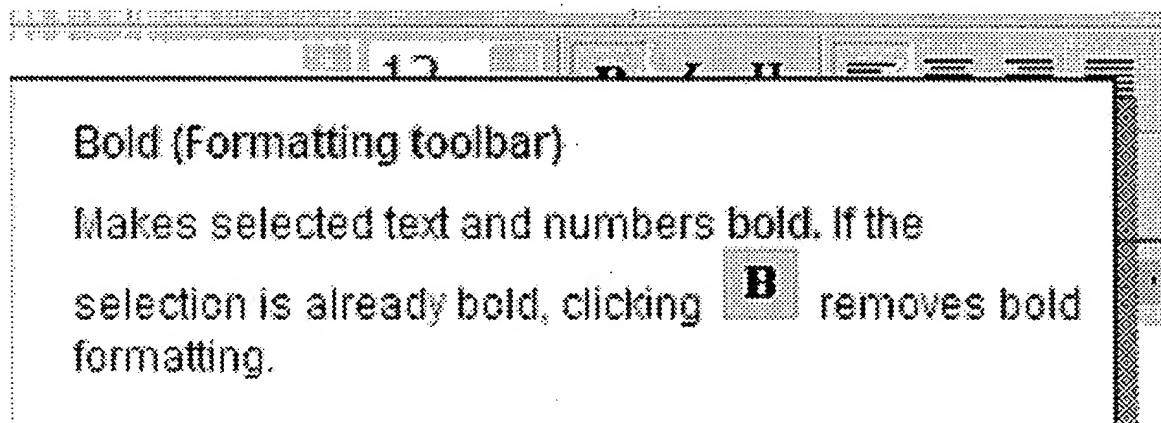 Bold (Formatting toolbar)
Makes selected text and numbers bold. If the
selection is already bold, clicking B removes bold
formatting.